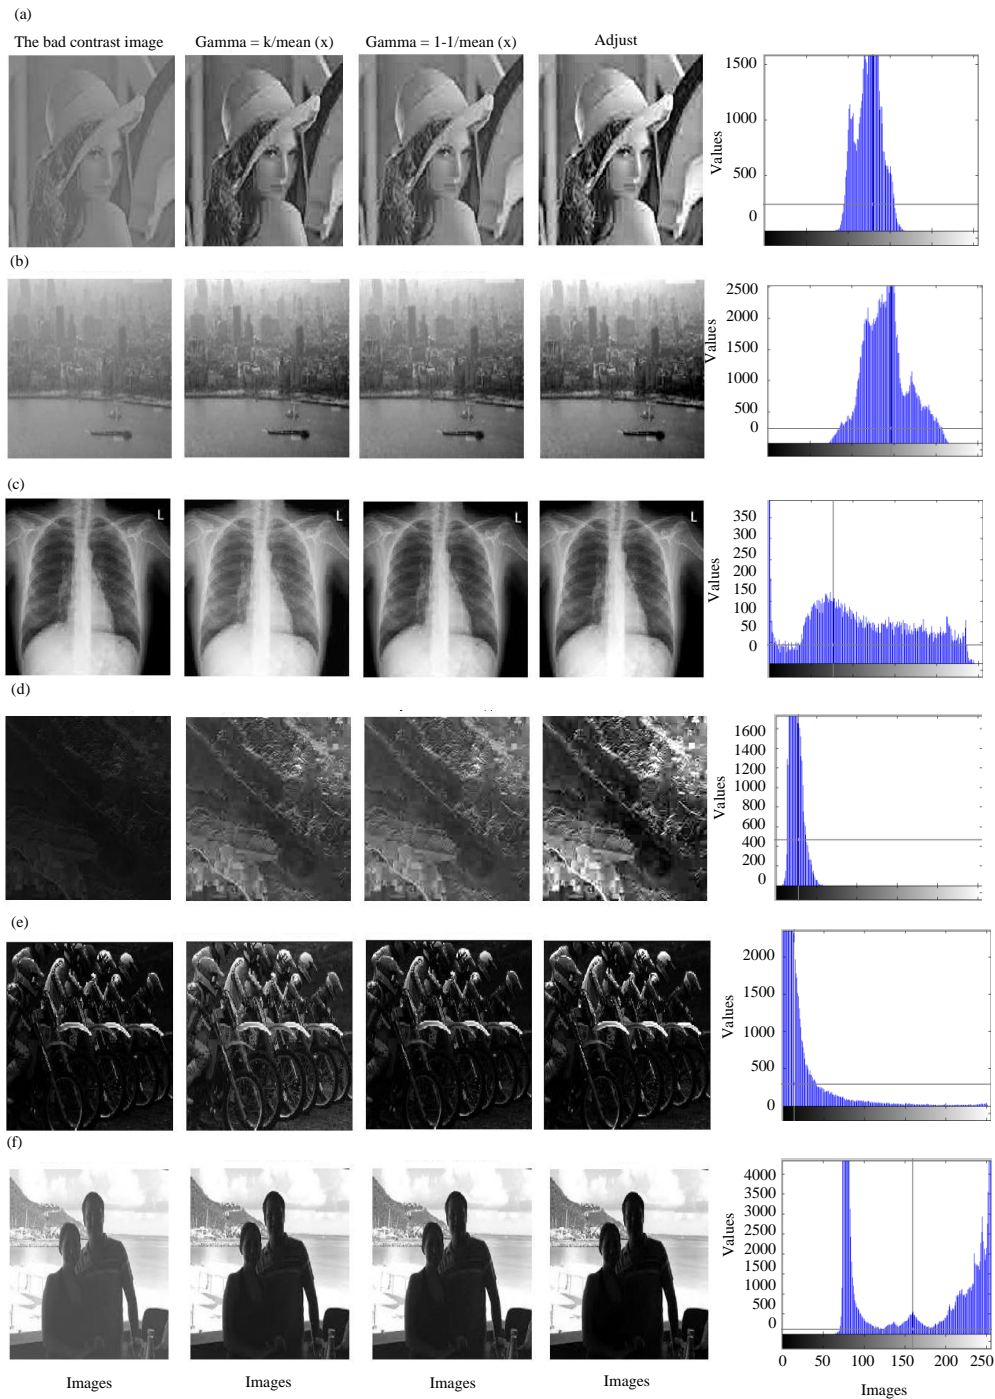 (a)
The bad contrast image
Gamma = k/mean (x)
Gamma = 1-1/mean (x)
Adjust
Values
1500
1000
500
0
(b)
Values
2500
2000
1500
1000
500
0
(c)
L
L
L
L
Values
350
300
250
200
150
100
50
0
(d)
Values
1600
1400
1200
1000
800
600
400
200
0
(e)
Values
2000
1500
1000
500
0
(f)
Values
4000
3500
3000
2500
2000
1500
1000
500
0
0 50 100 150 200 250
Images
Images
Images
Images
Images